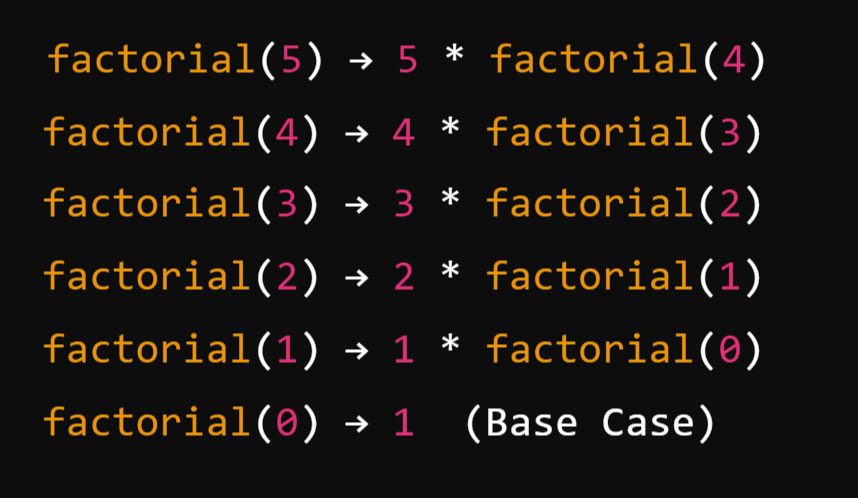 factorial(5) → 5 * factorial(4)
factorial(4) → 4 * factorial(3)
factorial(3) → 3 * factorial(2)
factorial(2) → 2 * factorial(1)
factorial(1) → 1 * factorial(0)
factorial(0) → 1 (Base Case)